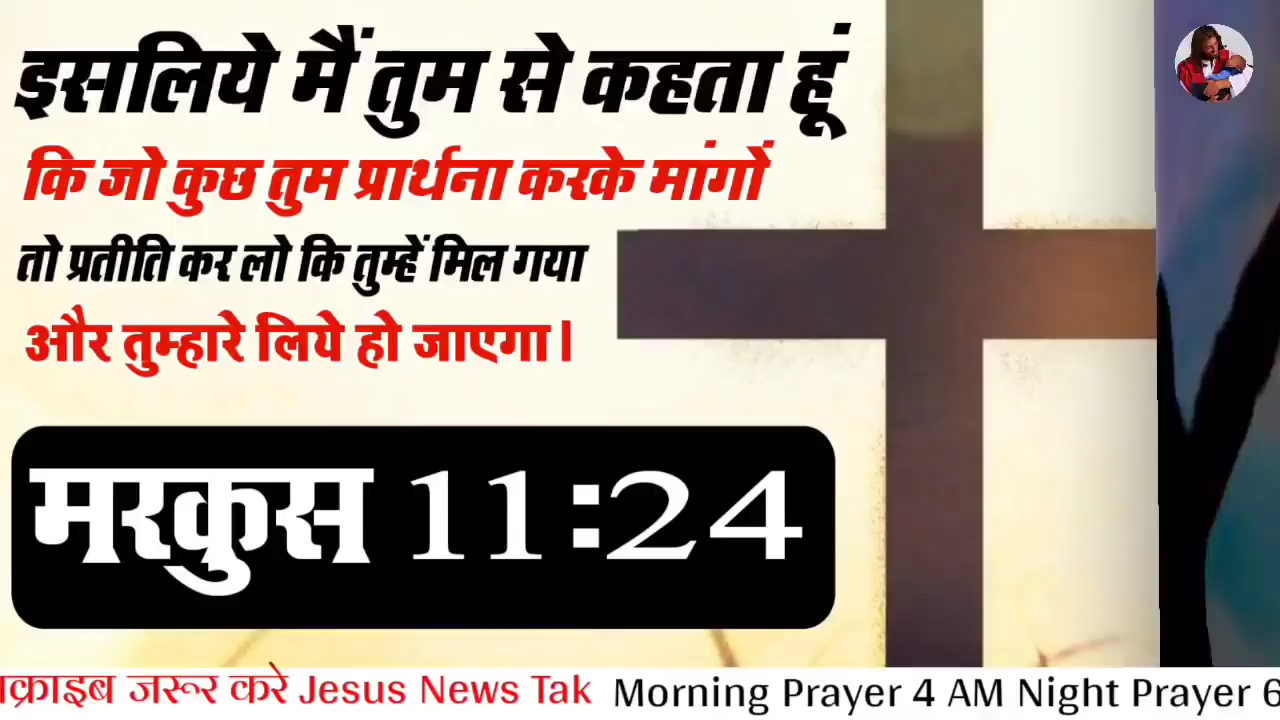 इसलिये मैं तुम से कहता हूं
कि जो कुछ तुम प्रार्थना करके मांगों
तो प्रतीति कर लो कि तुम्हें मिल गया
और तुम्हारे लिये हो जाएगा।
मरकुस 11:24
जरूर करे Jesus News Tak Morning Prayer 4 AM Night Prayer